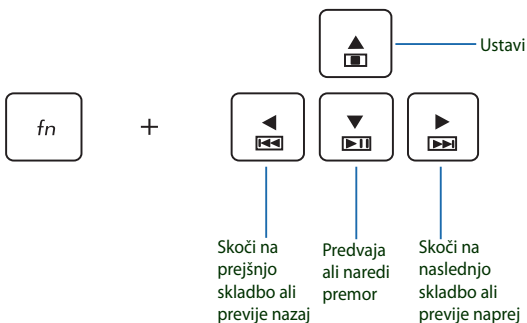 Ustavi
fn
+
Skoči na
prejšnjo
skladbo ali
previje nazaj
Predvaja
ali naredi
premor
Skoči na
naslednjo
skladbo ali
previje naprej